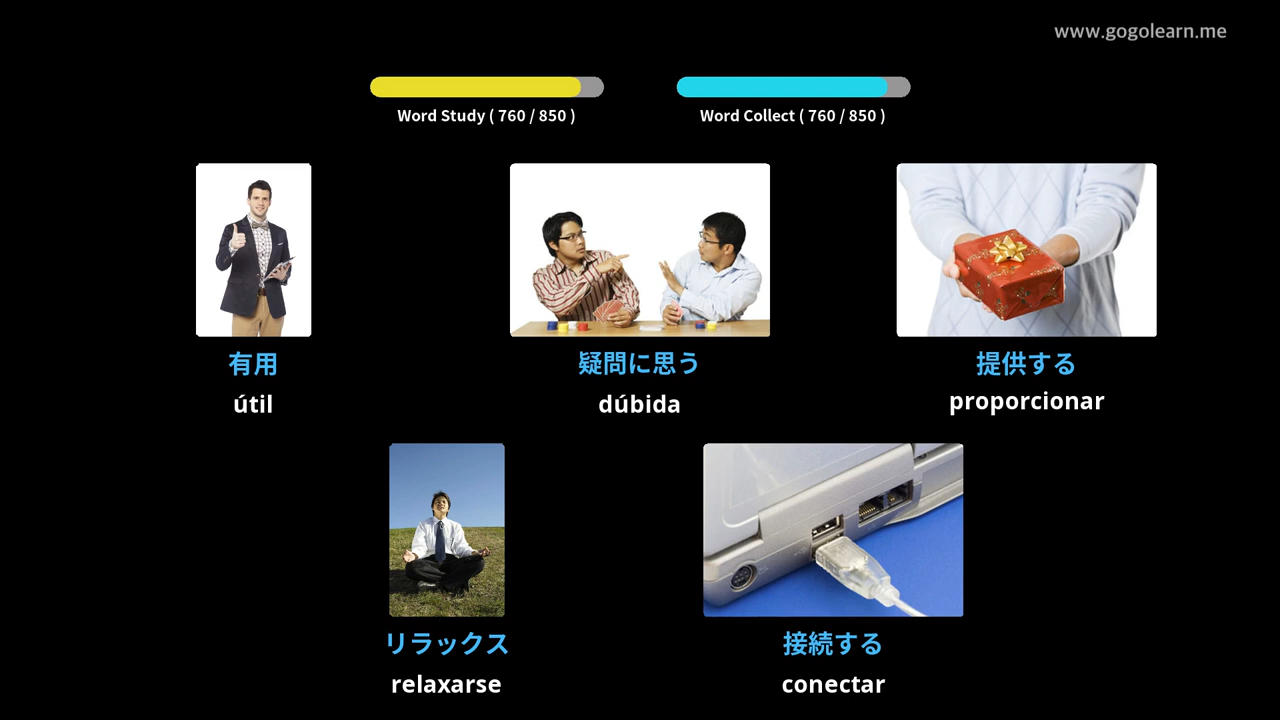 www.gogolearn.me
Word Study ( 760 / 850 )
Word Collect ( 760 / 850 )
有用
útil
疑問に思う
dúbida
提供する
proporcionar
リラックス
relaxarse
接続する
conectar